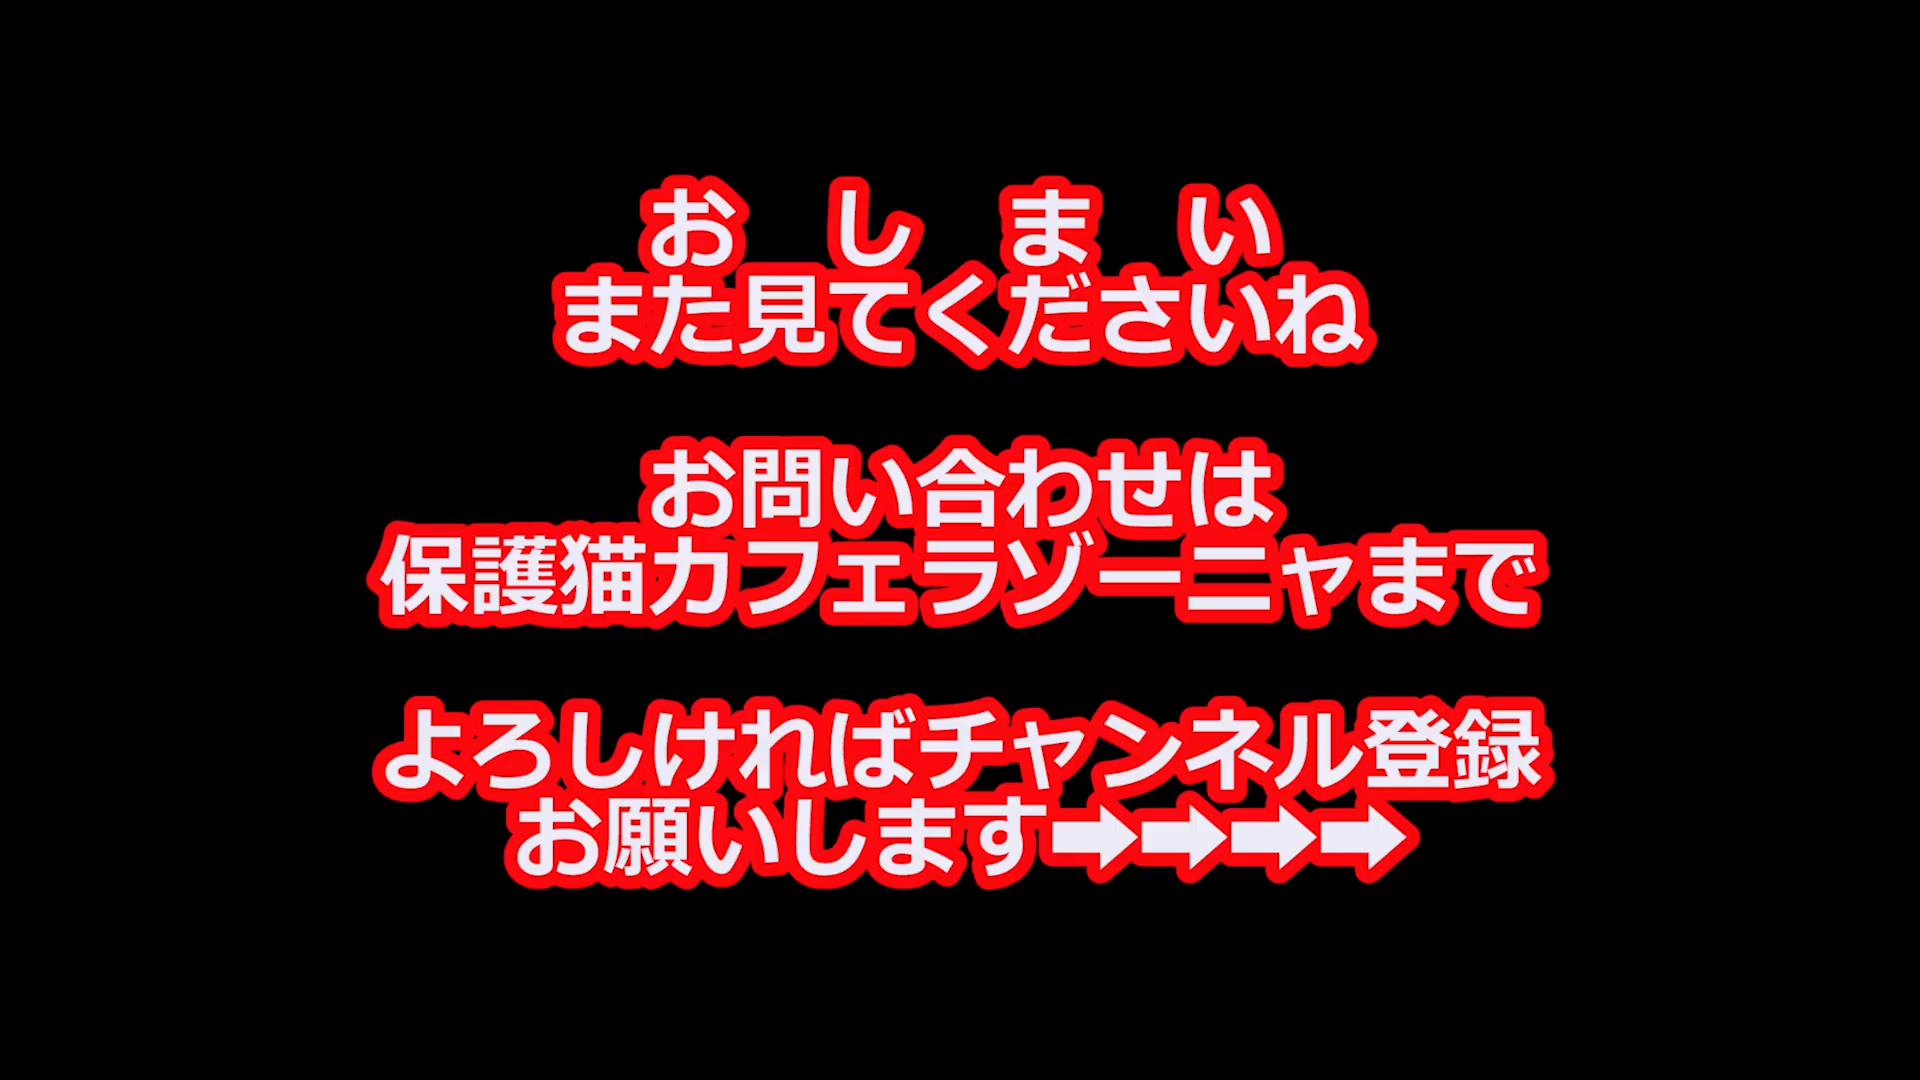 お　し　ま　い
また見てくださいね
お問い合わせは
保護猫カフェラゾーニャまで
よろしければチャンネル登録
お願いします➡➡➡➡